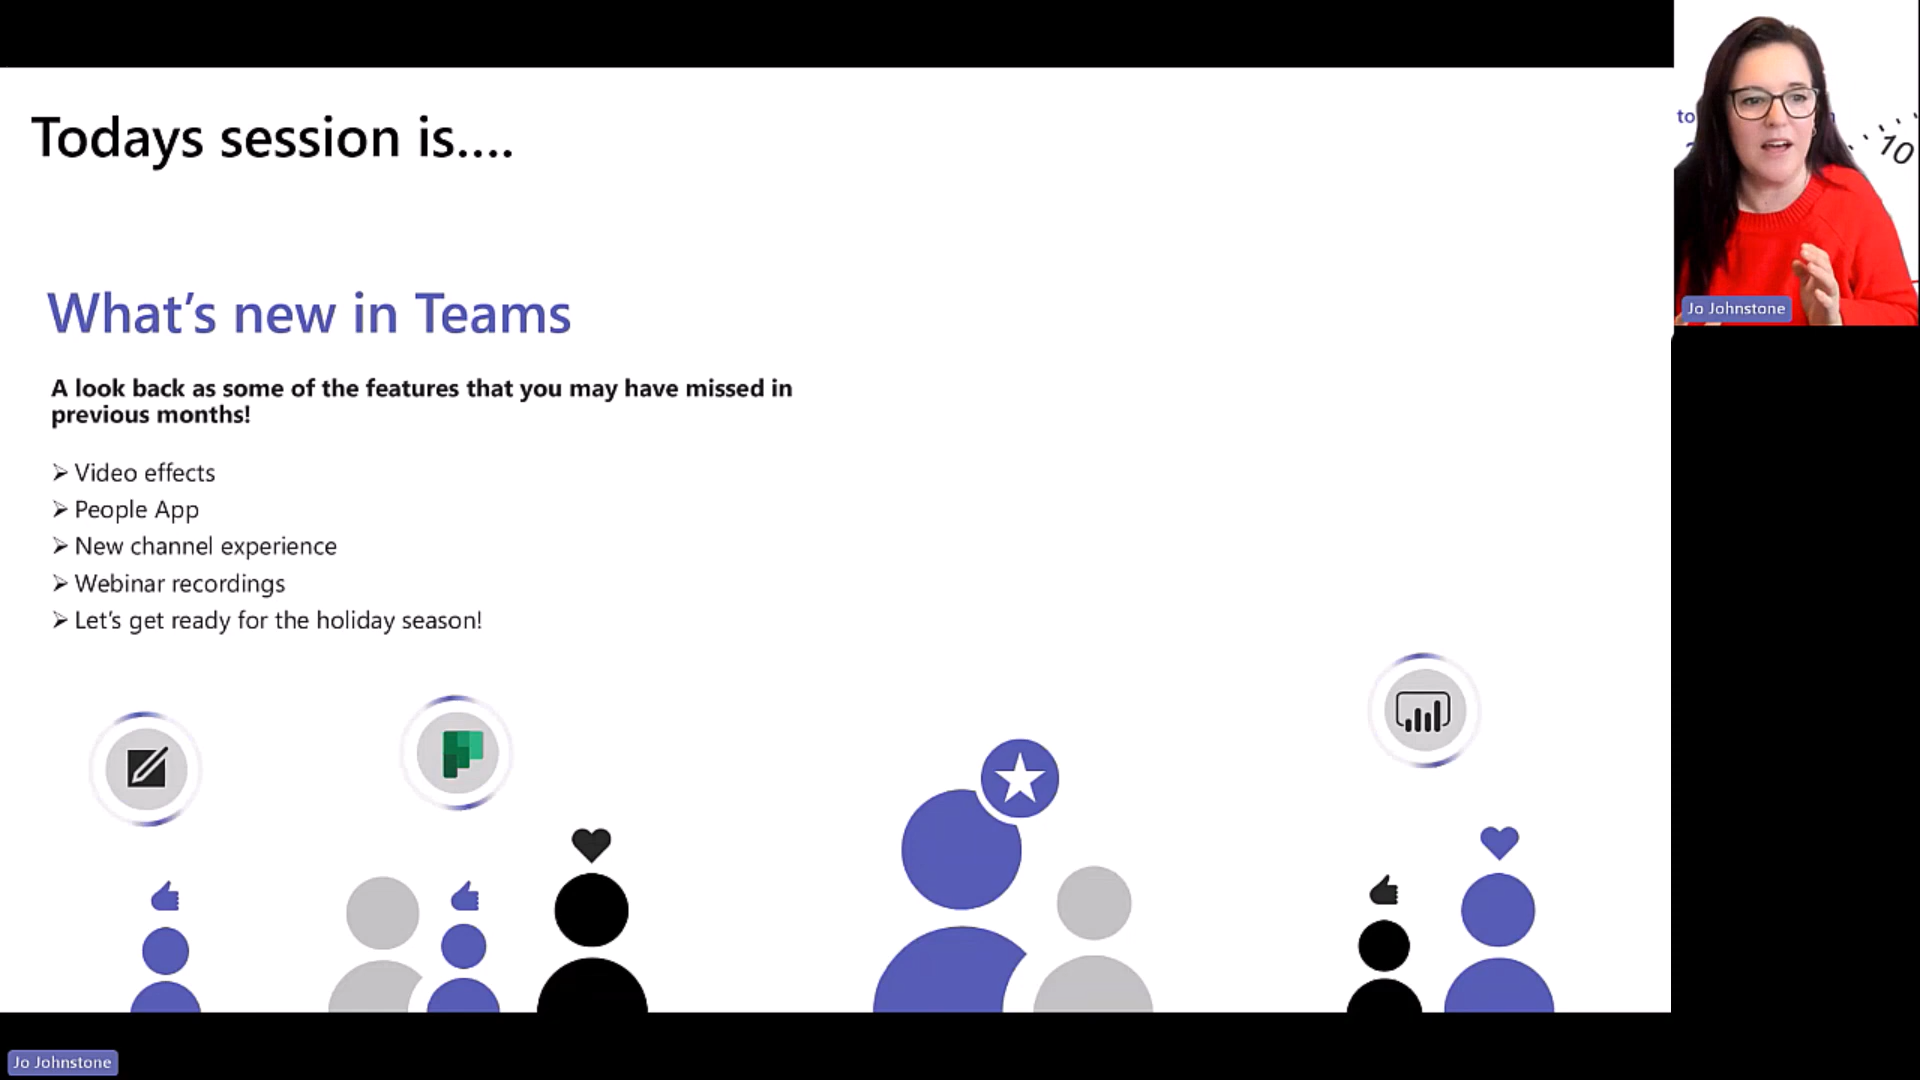 Todays session is....
What's new in Teams
A look back as some of the features that you may have missed in
previous months!
➢ Video effects
➢ People App
➢ New channel experience
➢ Webinar recordings
➢ Let's get ready for the holiday season!
to
10
Jo Johnstone
Jo Johnstone